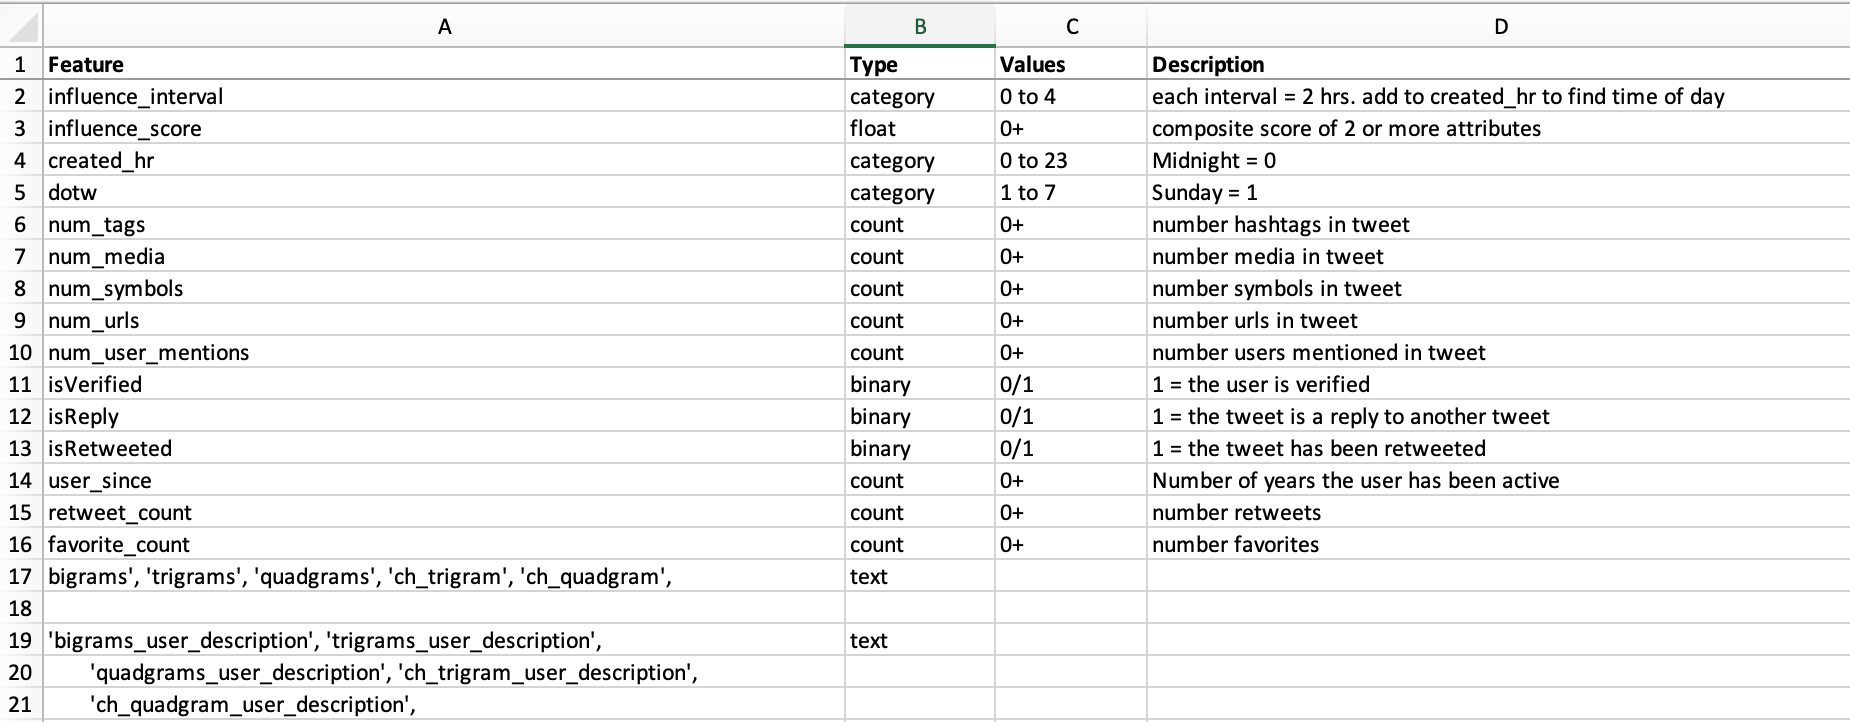 A B C D
1 Feature Type Values Description
2 influence_interval category 0 to 4 each interval = 2 hrs. add to created_hr to find time of day
3 influence_score float 0+ composite score of 2 or more attributes
4 created_hr category 0 to 23 Midnight = 0
5 dotw category 1 to 7 Sunday = 1
6 num_tags count 0+ number hashtags in tweet
7 num_media count 0+ number media in tweet
8 num_symbols count 0+ number symbols in tweet
9 num_urls count 0+ number urls in tweet
10 num_user_mentions count 0+ number users mentioned in tweet
11 isVerified binary 0/1 1 = the user is verified
12 isReply binary 0/1 1 = the tweet is a reply to another tweet
13 isRetweeted binary 0/1 1 = the tweet has been retweeted
14 user_since count 0+ Number of years the user has been active
15 retweet_count count 0+ number retweets
16 favorite_count count 0+ number favorites
17 bigrams', 'trigrams', 'quadgrams', 'ch_trigram', 'ch_quadgram', text
18
19 'bigrams_user_description', 'trigrams_user_description', text
20 'quadgrams_user_description', 'ch_trigram_user_description',
21 'ch_quadgram_user_description',